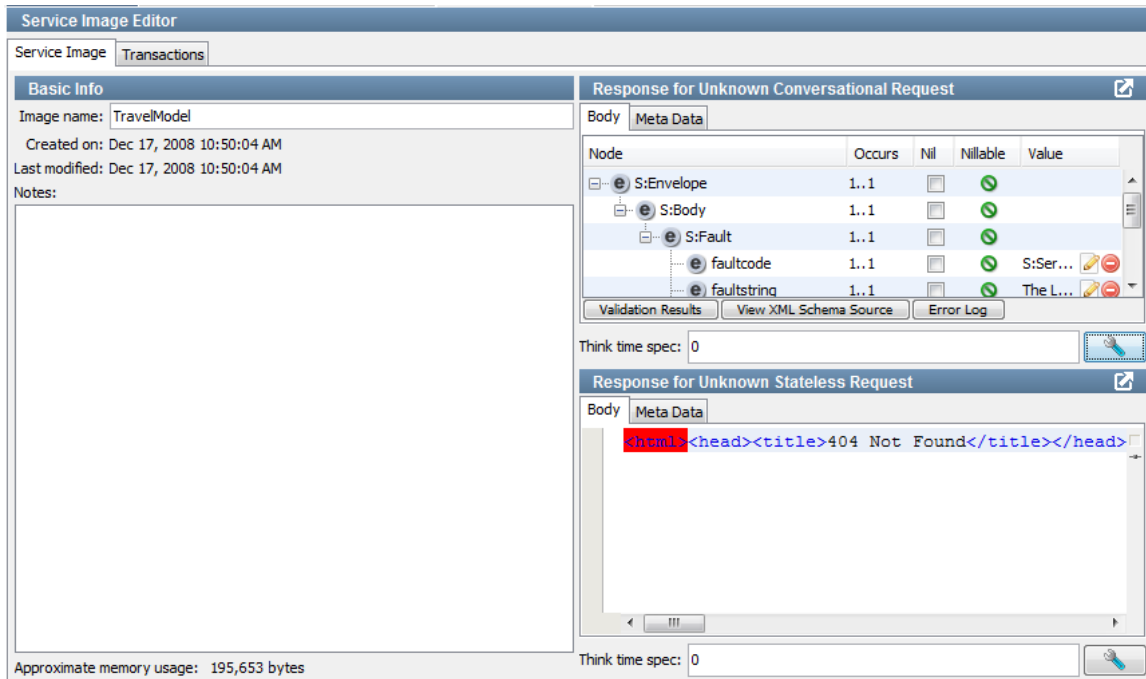 Service Image Editor
Service Image Transactions
Basic Info
Image name: TravelModel
Created on: Dec 17, 2008 10:50:04 AM
Last modified: Dec 17, 2008 10:50:04 AM
Notes:
Approximate memory usage: 195,653 bytes
Response for Unknown Conversational Request
Body Meta Data
Node Occurs Nil Nillable Value
e S:Envelope 1..1
e S:Body 1..1
e S:Fault 1..1
e faultcode 1..1 S:Ser...
e faultstring 1..1 The L...
Validation Results View XML Schema Source Error Log
Think time spec: 0
Response for Unknown Stateless Request
Body Meta Data
<html><head><title>404 Not Found</title></head>
Think time spec: 0